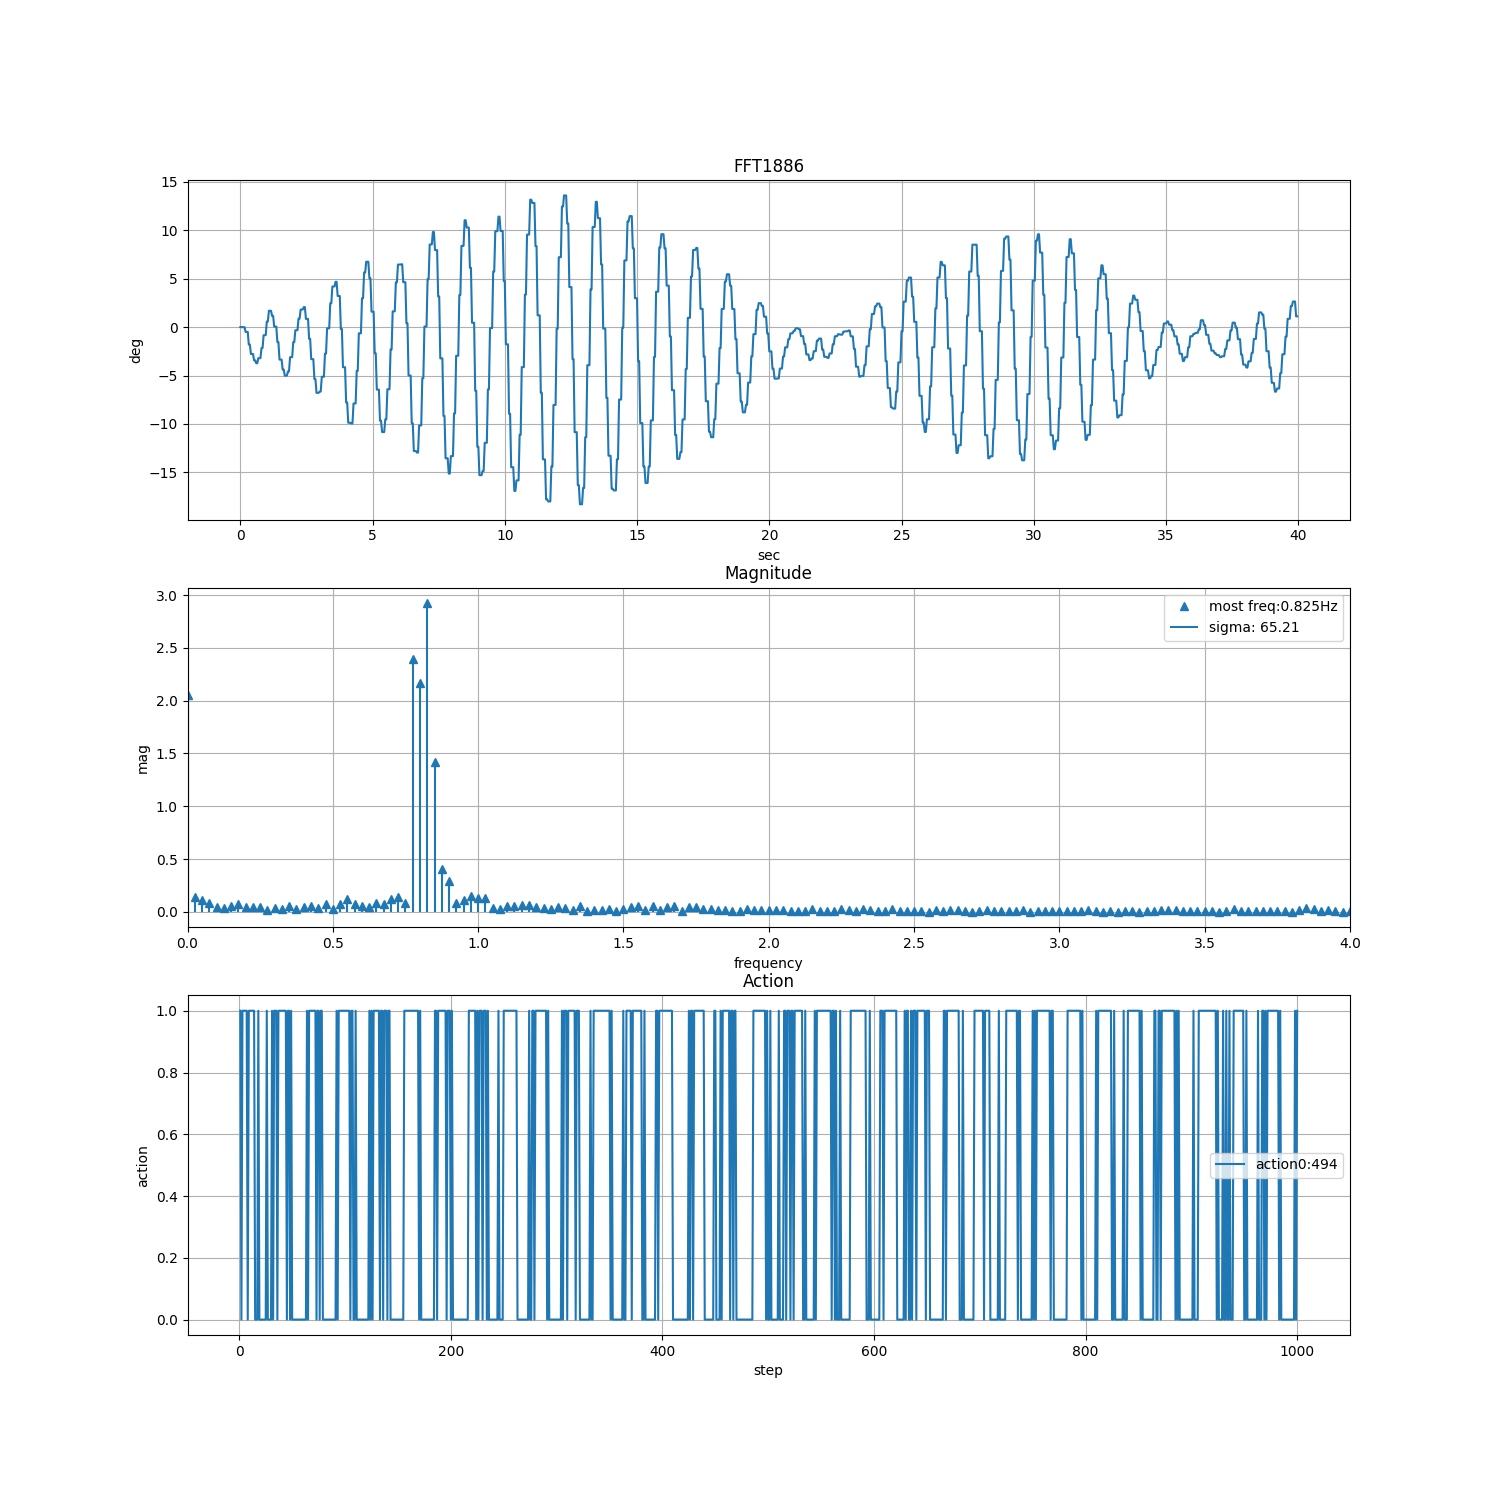 FFT1886
15
10
5
0
−5
−10
−15
deg
0 5 10 15 20 25 30 35 40
sec
Magnitude
3.0
2.5
2.0
1.5
1.0
0.5
0.0
mag
most freq:0.825Hz
sigma: 65.21
0.0 0.5 1.0 1.5 2.0 2.5 3.0 3.5 4.0
frequency
Action
1.0
0.8
0.6
0.4
0.2
0.0
action
action0:494
0 200 400 600 800 1000
step